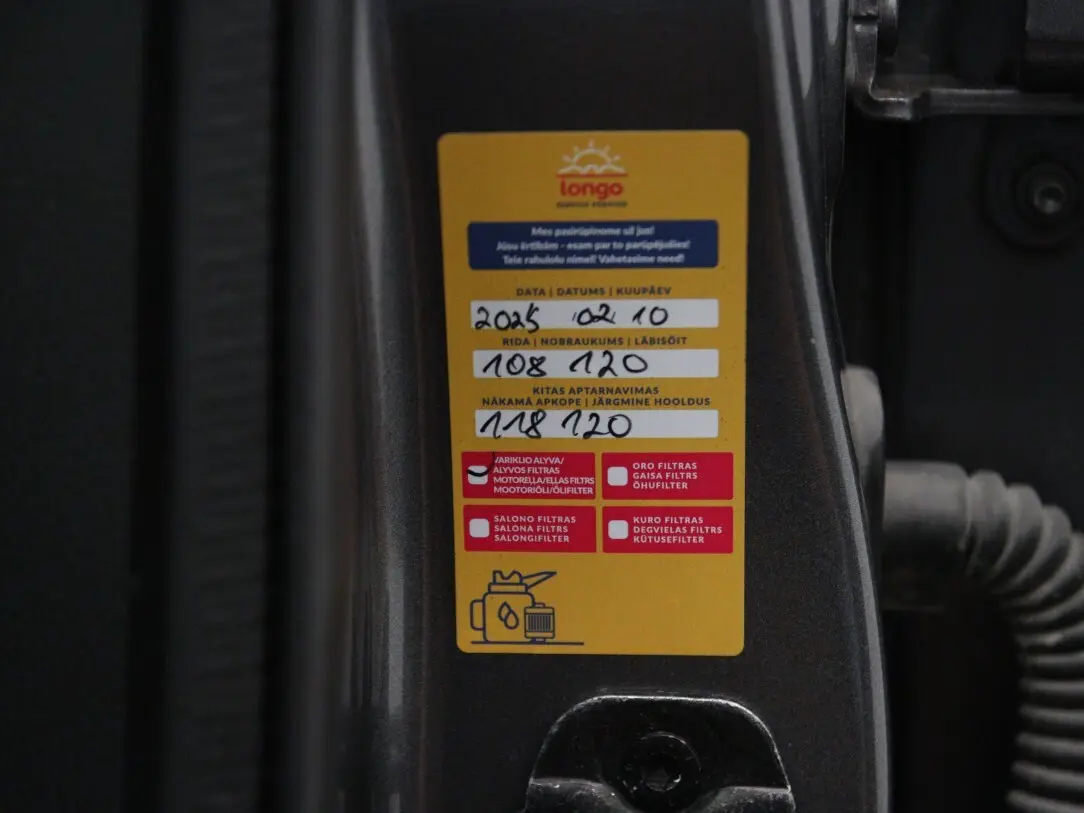 longo
Mes pasirūpinome už jus!
Jūsu ērtībām - esam par to parūpējušies!
Teie rahulolu nimel! Vahetasime need!
DATA | DATUMS | KUUPÄEV
2025 02 10
RIDA | NOBRAUKUMS | LÄBISÕIT
108 120
KITAS APTARNAVIMAS
NĀKAMĀ APKOPE | JÄRGMINE HOOLDUS
118 120
VARIKLIO ALYVA/
ALYVOS FILTRAS
MOTOREĻĻA/EĻĻAS FILTRS
MOOTORIÕLI/ÕLIFILTER
ORO FILTRAS
GAISA FILTRS
ÕHUFILTER
SALONO FILTRAS
SALONA FILTRS
SALONGIFILTER
KURO FILTRAS
DEGVIELAS FILTRS
KÜTUSEFILTER